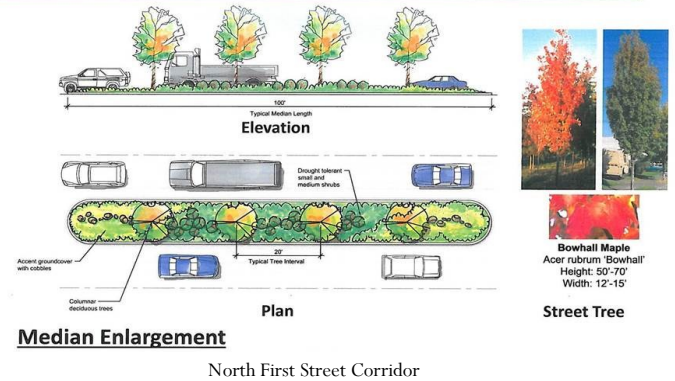 100'
Typical Median Length
Elevation
Drought tolerant
small and
medium shrubs
20'
Typical Tree Interval
Accent groundcover
with cobbles
Columnar
deciduous trees
Plan
Bowhall Maple
Acer rubrum 'Bowhall'
Height: 50'-70'
Width: 12'-15'
Street Tree
Median Enlargement
North First Street Corridor